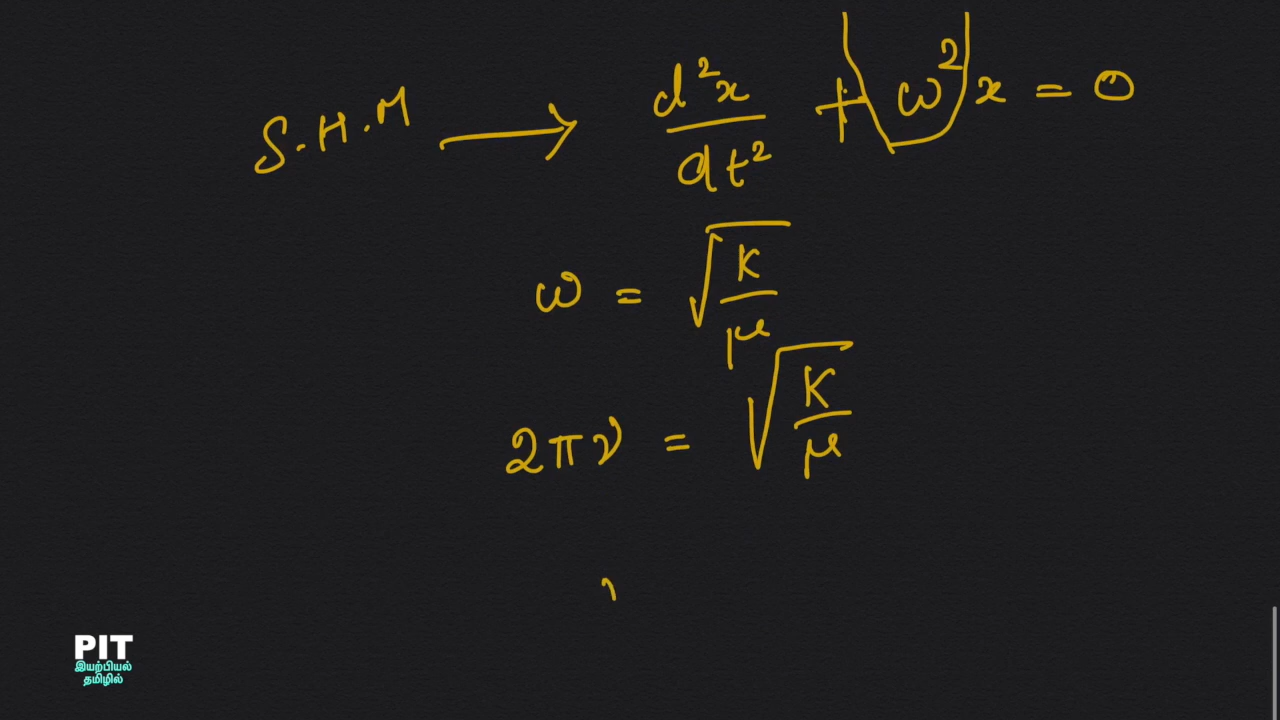 S.H.M ⟶ d²x/dt² + ω²x = 0
ω = √(K/μ)
2πν = √(K/μ)
PIT
இயற்பியல்
தமிழில்